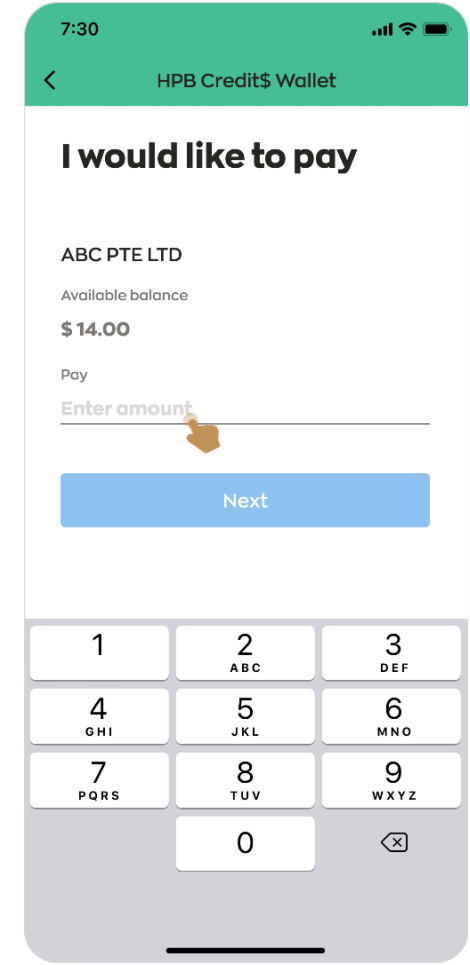 7:30
HPB Credit$ Wallet
I would like to pay
ABC PTE LTD
Available balance
$ 14.00
Pay
Enter amount
Next
1 2 3
ABC DEF
4 5 6
GHI JKL MNO
7 8 9
PQRS TUV WXYZ
0